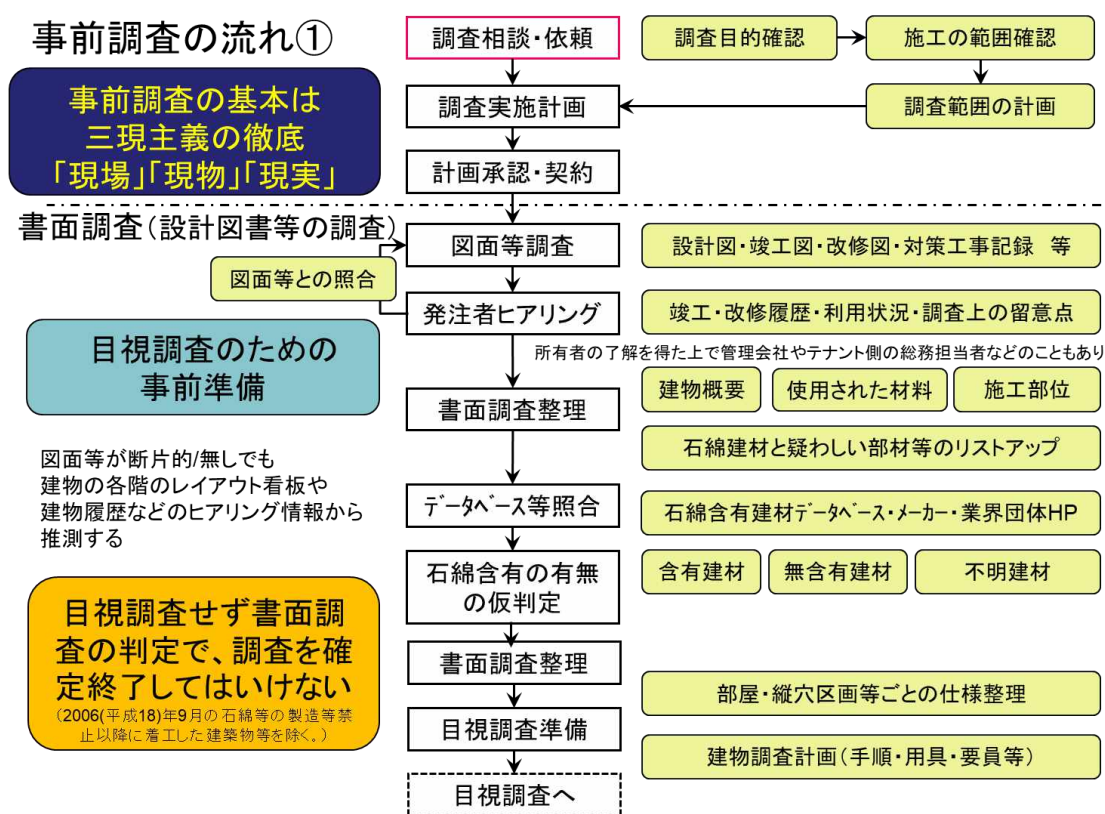 事前調査の流れ①
調査相談・依頼
調査目的確認
施工の範囲確認
事前調査の基本は
三現主義の徹底
「現場」「現物」「現実」
調査実施計画
調査範囲の計画
計画承認・契約
書面調査(設計図書等の調査)
図面等調査
設計図・竣工図・改修図・対策工事記録 等
図面等との照合
発注者ヒアリング
竣工・改修履歴・利用状況・調査上の留意点
所有者の了解を得た上で管理会社やテナント側の総務担当者などのこともあり
目視調査のための
事前準備
建物概要
使用された材料
施工部位
書面調査整理
石綿建材と疑わしい部材等のリストアップ
図面等が断片的/無しでも
建物の各階のレイアウト看板や
建物履歴などのヒアリング情報から
推測する
ﾃﾞｰﾀﾍﾞｰｽ等照合
石綿含有建材ﾃﾞｰﾀﾍﾞｰｽ・ﾒｰｶｰ・業界団体HP
石綿含有の有無
の仮判定
含有建材
無含有建材
不明建材
目視調査せず書面調
査の判定で、調査を確
定終了してはいけない
(2006(平成18)年9月の石綿等の製造等禁
止以降に着工した建築物等を除く。)
書面調査整理
部屋・縦穴区画等ごとの仕様整理
目視調査準備
建物調査計画(手順・用具・要員等)
目視調査へ